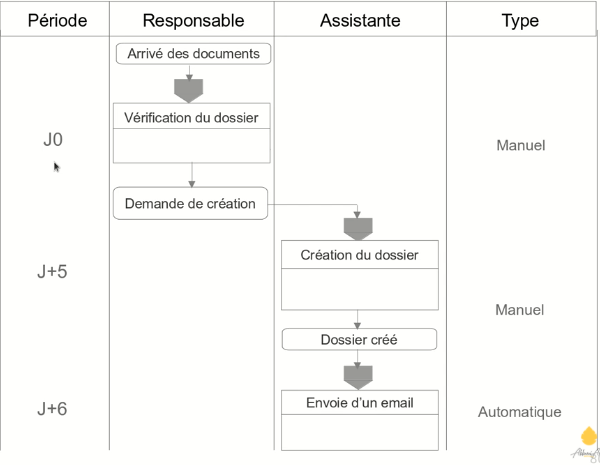 Période Responsable Assistante Type
Arrivé des documents
Vérification du dossier
J0
Manuel
Demande de création
Création du dossier
J+5
Manuel
Dossier créé
Envoie d'un email
J+6
Automatique